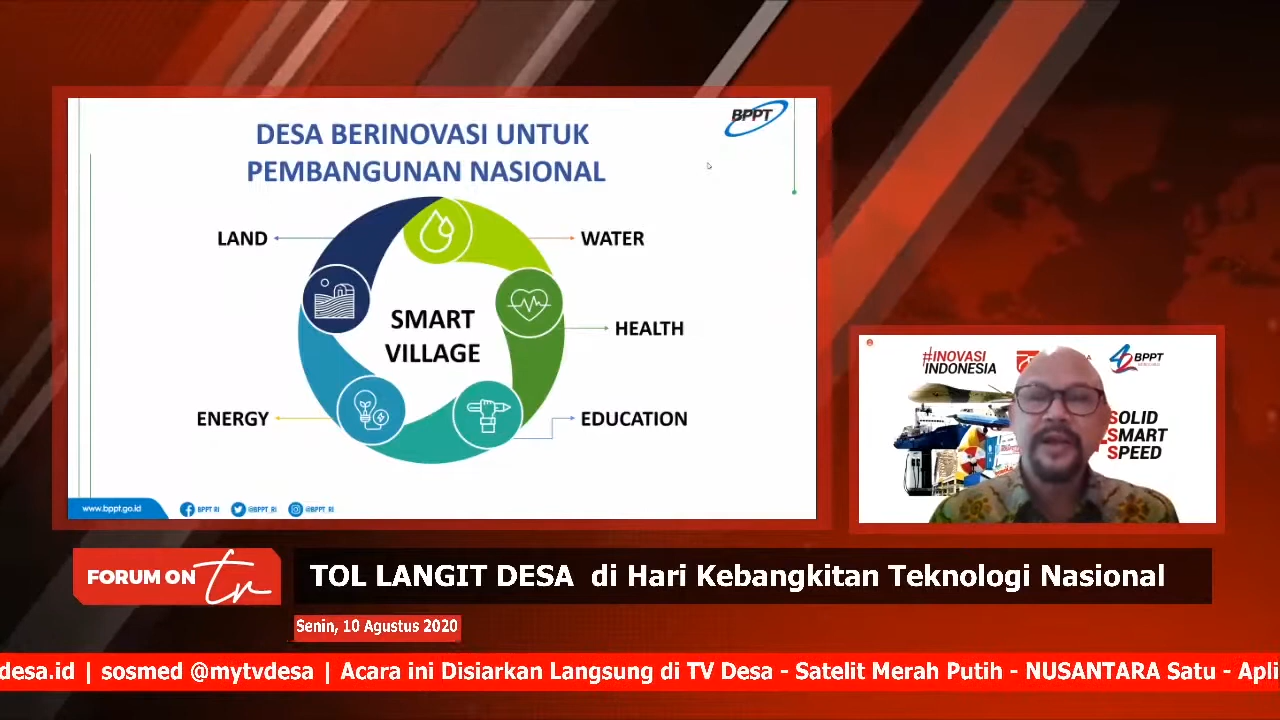 DESA BERINOVASI UNTUK
PEMBANGUNAN NASIONAL
BPPT
LAND
WATER
SMART
VILLAGE
HEALTH
ENERGY
EDUCATION
www.bppt.go.id
BPPT RI
@BPPT_RI
@BPPT_RI
#INOVASI
INDONESIA
BPPT
SOLID
SMART
SPEED
FORUM ON
tv
TOL LANGIT DESA di Hari Kebangkitan Teknologi Nasional
Senin, 10 Agustus 2020
desa.id | sosmed @mytvdesa | Acara ini Disiarkan Langsung di TV Desa - Satelit Merah Putih - NUSANTARA Satu - Apli